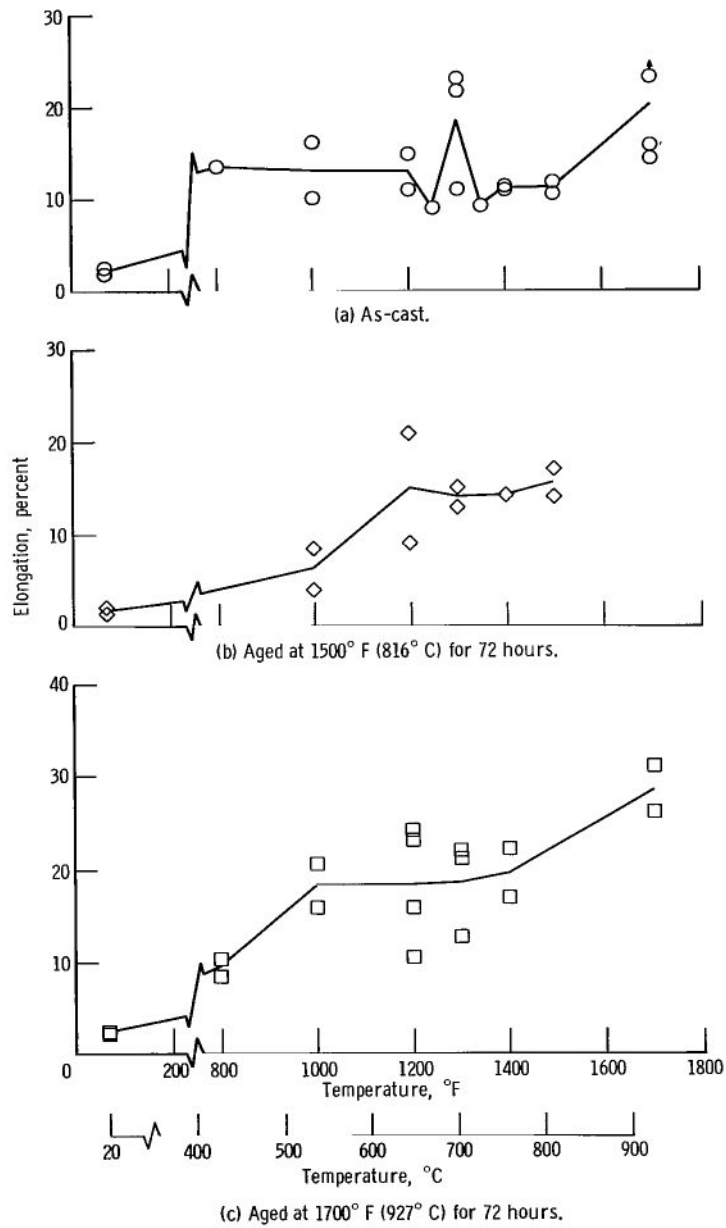 30
20
10
0
(a) As-cast.
30
20
10
0
(b) Aged at 1500° F (816° C) for 72 hours.
Elongation, percent
40
30
20
10
0 200 800 1000 1200 1400 1600 1800
Temperature, °F
20 400 500 600 700 800 900
Temperature, °C
(c) Aged at 1700° F (927° C) for 72 hours.